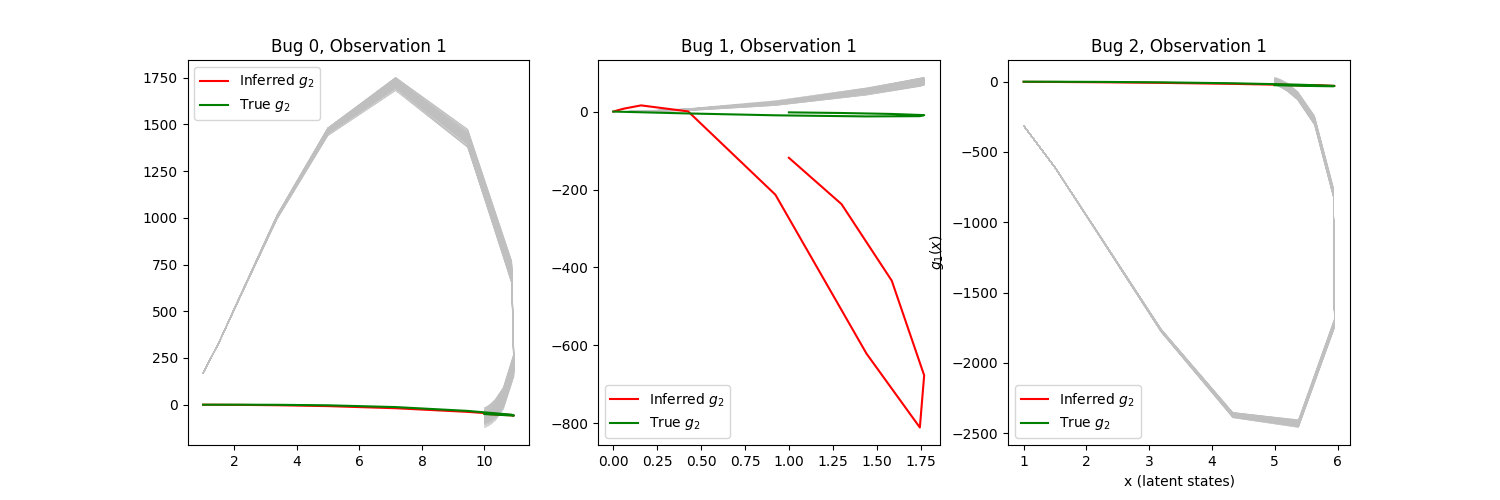 Bug 0, Observation 1
1750
1500
1250
1000
750
500
250
0
2 4 6 8 10
Inferred g₂
True g₂
Bug 1, Observation 1
0
−200
−400
−600
−800
0.00 0.25 0.50 0.75 1.00 1.25 1.50 1.75
Inferred g₂
True g₂
Bug 2, Observation 1
g₁(x)
0
−500
−1000
−1500
−2000
−2500
1 2 3 4 5 6
x (latent states)
Inferred g₂
True g₂